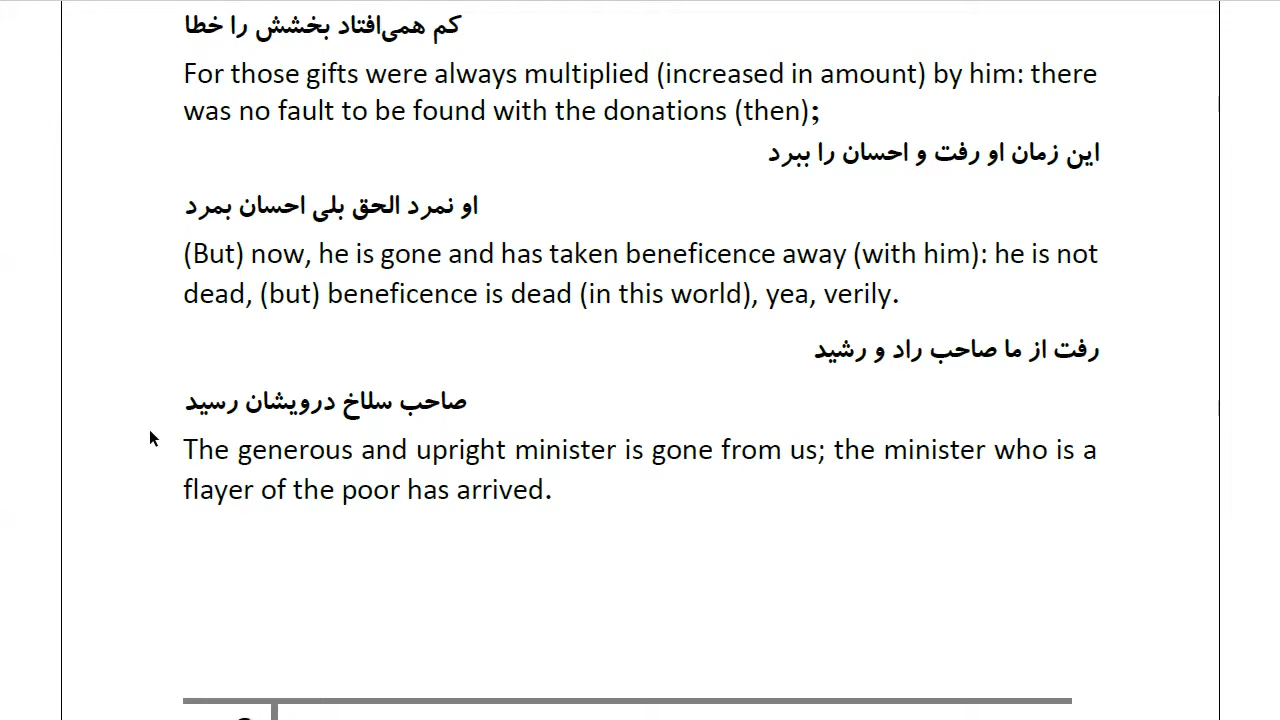 کم همی‌افتاد بخشش را خطا
For those gifts were always multiplied (increased in amount) by him: there
was no fault to be found with the donations (then);
این زمان او رفت و احسان را ببرد
او نمرد الحق بلی احسان بمرد
(But) now, he is gone and has taken beneficence away (with him): he is not
dead, (but) beneficence is dead (in this world), yea, verily.
رفت از ما صاحب راد و رشید
صاحب سلاخ درویشان رسید
The generous and upright minister is gone from us; the minister who is a
flayer of the poor has arrived.